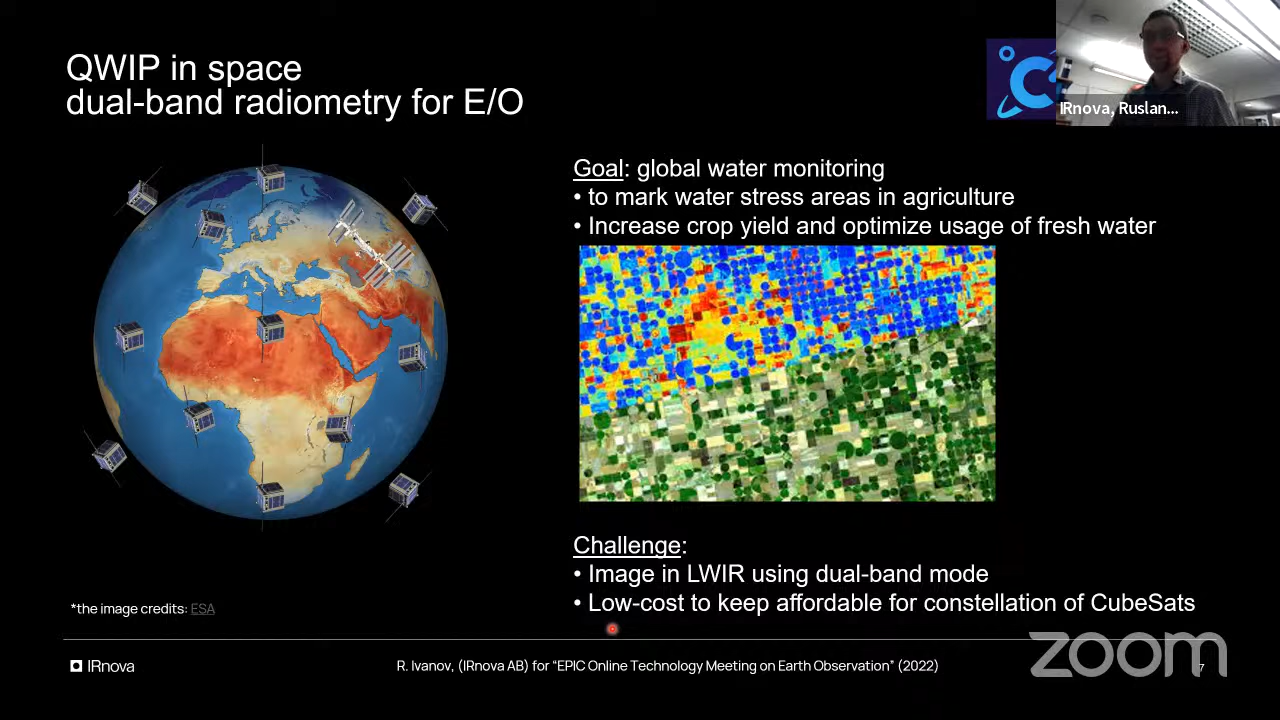 QWIP in space
dual-band radiometry for E/O
IRnova, Ruslan...
Goal: global water monitoring
• to mark water stress areas in agriculture
• Increase crop yield and optimize usage of fresh water
Challenge:
• Image in LWIR using dual-band mode
• Low-cost to keep affordable for constellation of CubeSats
*the image credits: ESA
IRnova
R. Ivanov, (IRnova AB) for “EPIC Online Technology Meeting on Earth Observation” (2022)
7
zoom